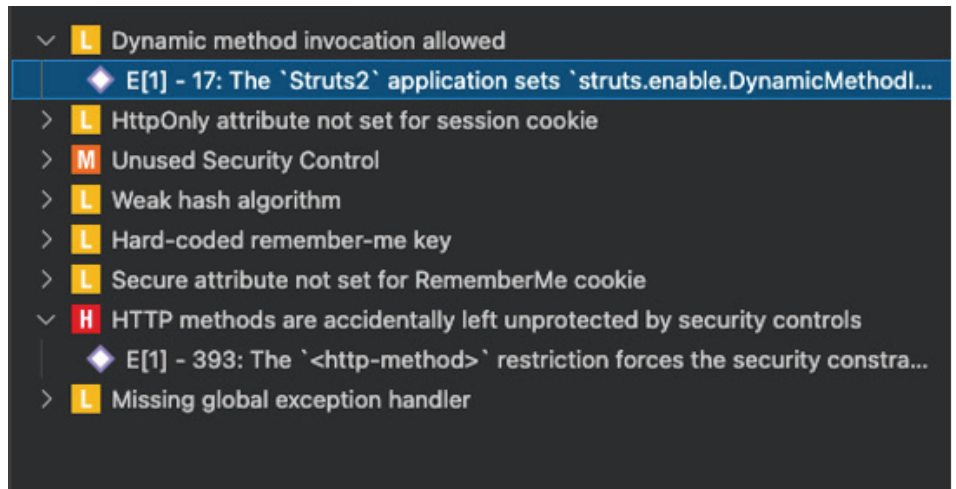 L Dynamic method invocation allowed
E[1] - 17: The `Struts2` application sets `struts.enable.DynamicMethodI...
L HttpOnly attribute not set for session cookie
M Unused Security Control
L Weak hash algorithm
L Hard-coded remember-me key
L Secure attribute not set for RememberMe cookie
H HTTP methods are accidentally left unprotected by security controls
E[1] - 393: The `<http-method>` restriction forces the security constra...
L Missing global exception handler